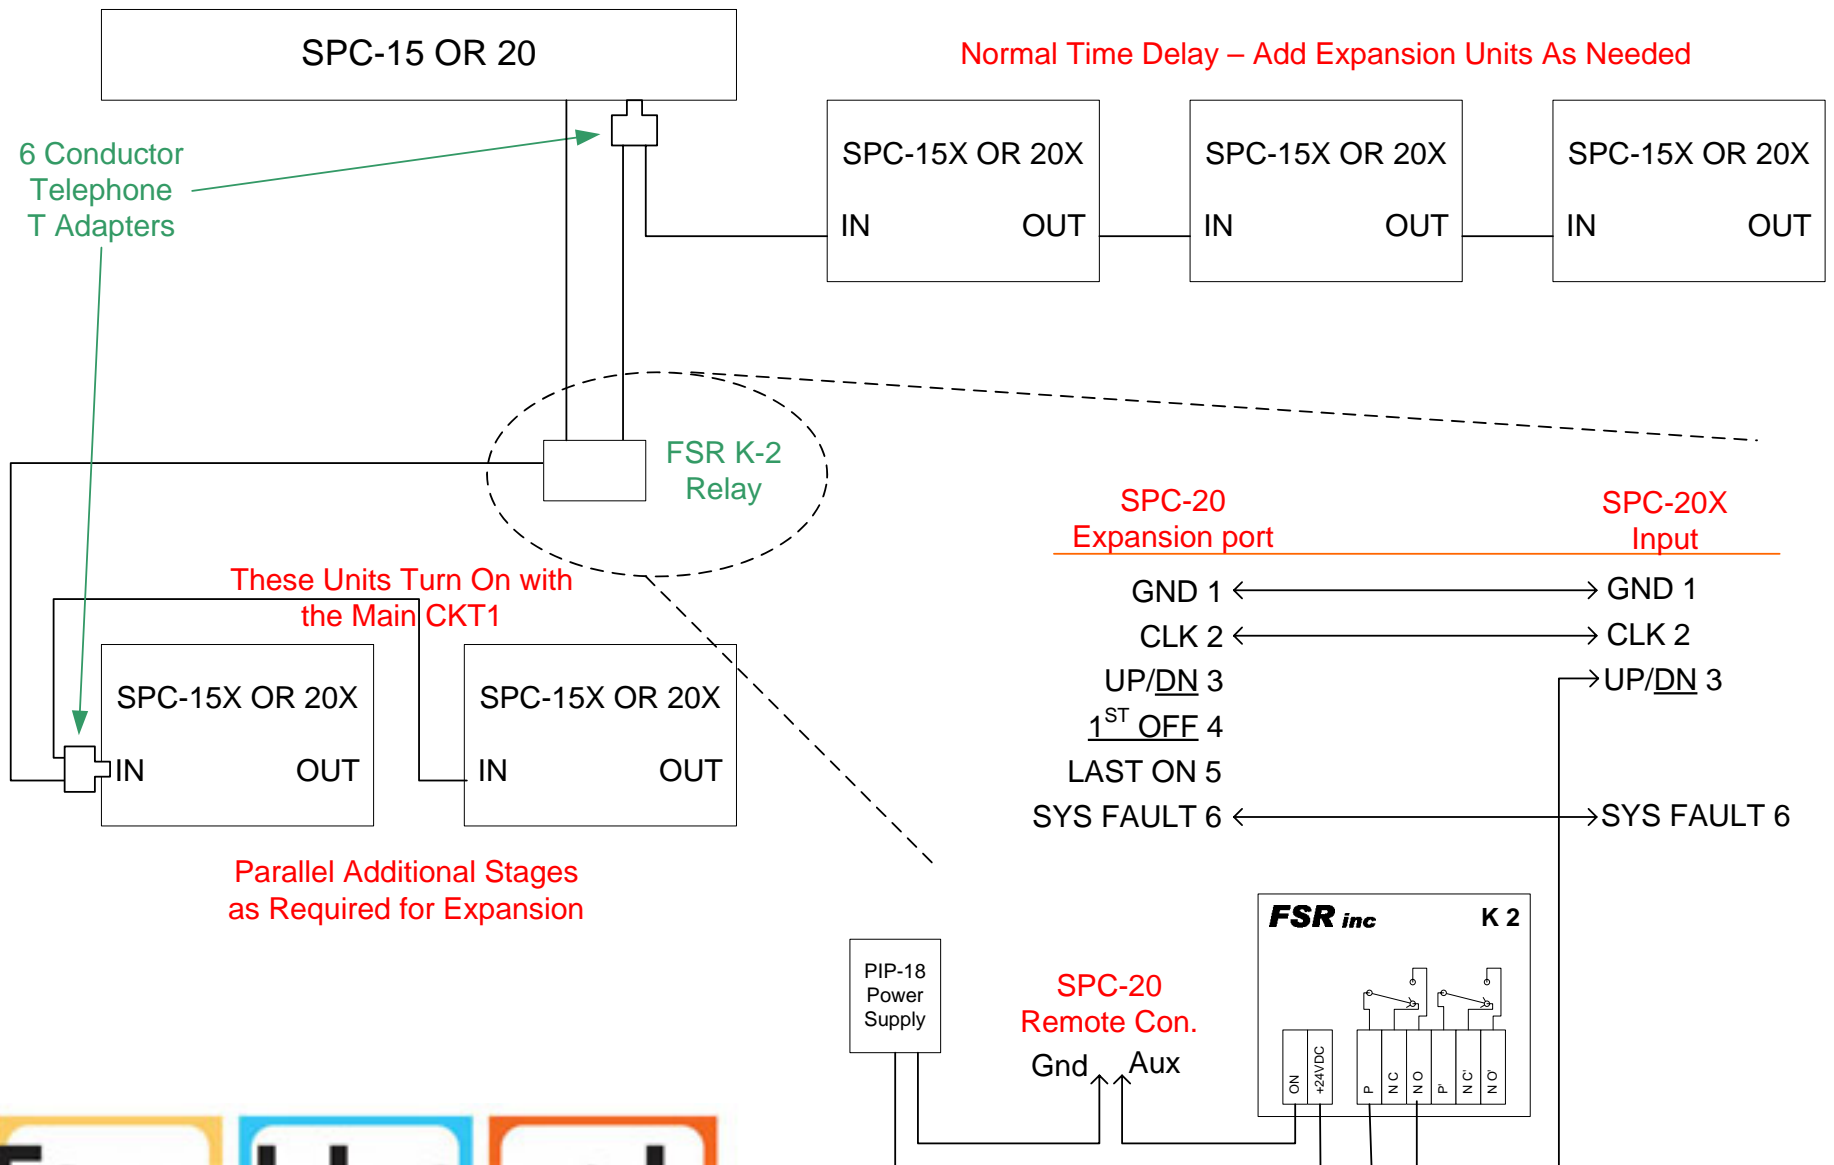 SPC-15 OR 20
Normal Time Delay – Add Expansion Units As Needed
6 Conductor
Telephone
T Adapters
SPC-15X OR 20X
IN OUT
SPC-15X OR 20X
IN OUT
SPC-15X OR 20X
IN OUT
FSR K-2
Relay
These Units Turn On with
the Main CKT1
SPC-15X OR 20X
IN OUT
SPC-15X OR 20X
IN OUT
Parallel Additional Stages
as Required for Expansion
SPC-20
Expansion port
SPC-20X
Input
GND 1 GND 1
CLK 2 CLK 2
UP/DN 3 UP/DN 3
1ST OFF 4
LAST ON 5
SYS FAULT 6 SYS FAULT 6
PIP-18
Power
Supply
SPC-20
Remote Con.
Gnd Aux
FSR inc K 2
ON
+24VDC
P
N C
N O
P'
N C'
N O'